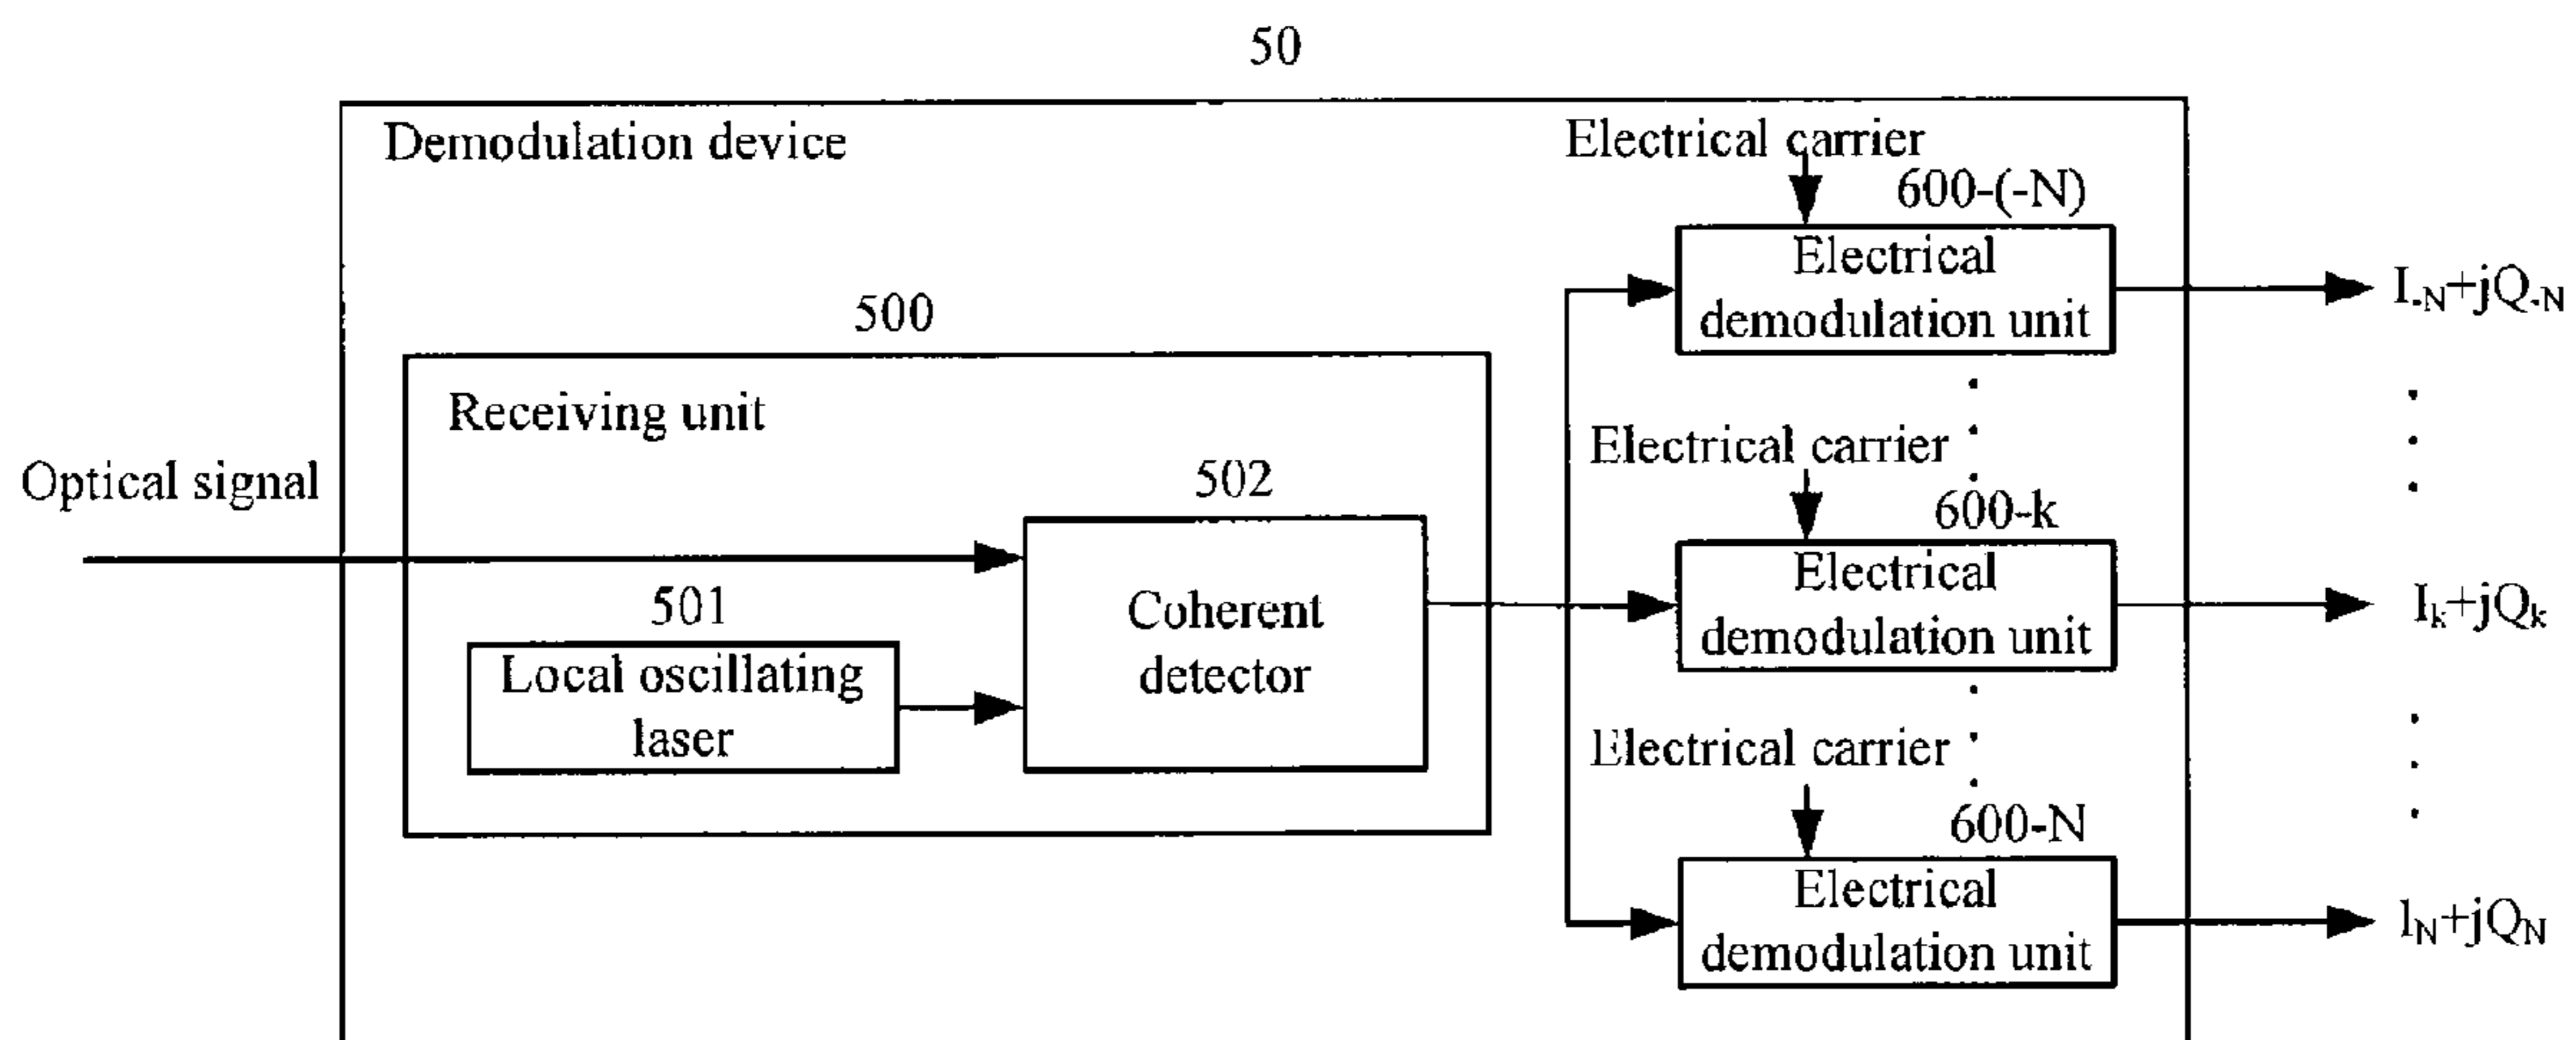 50
Demodulation device
Electrical carrier
600-(-N)
Electrical
demodulation unit
I-N+jQ-N
500
Receiving unit
Electrical carrier
Optical signal
502
600-k
Electrical
demodulation unit
Ik+jQk
501
Coherent
detector
Local oscillating
laser
Electrical carrier
600-N
Electrical
demodulation unit
IN+jQN